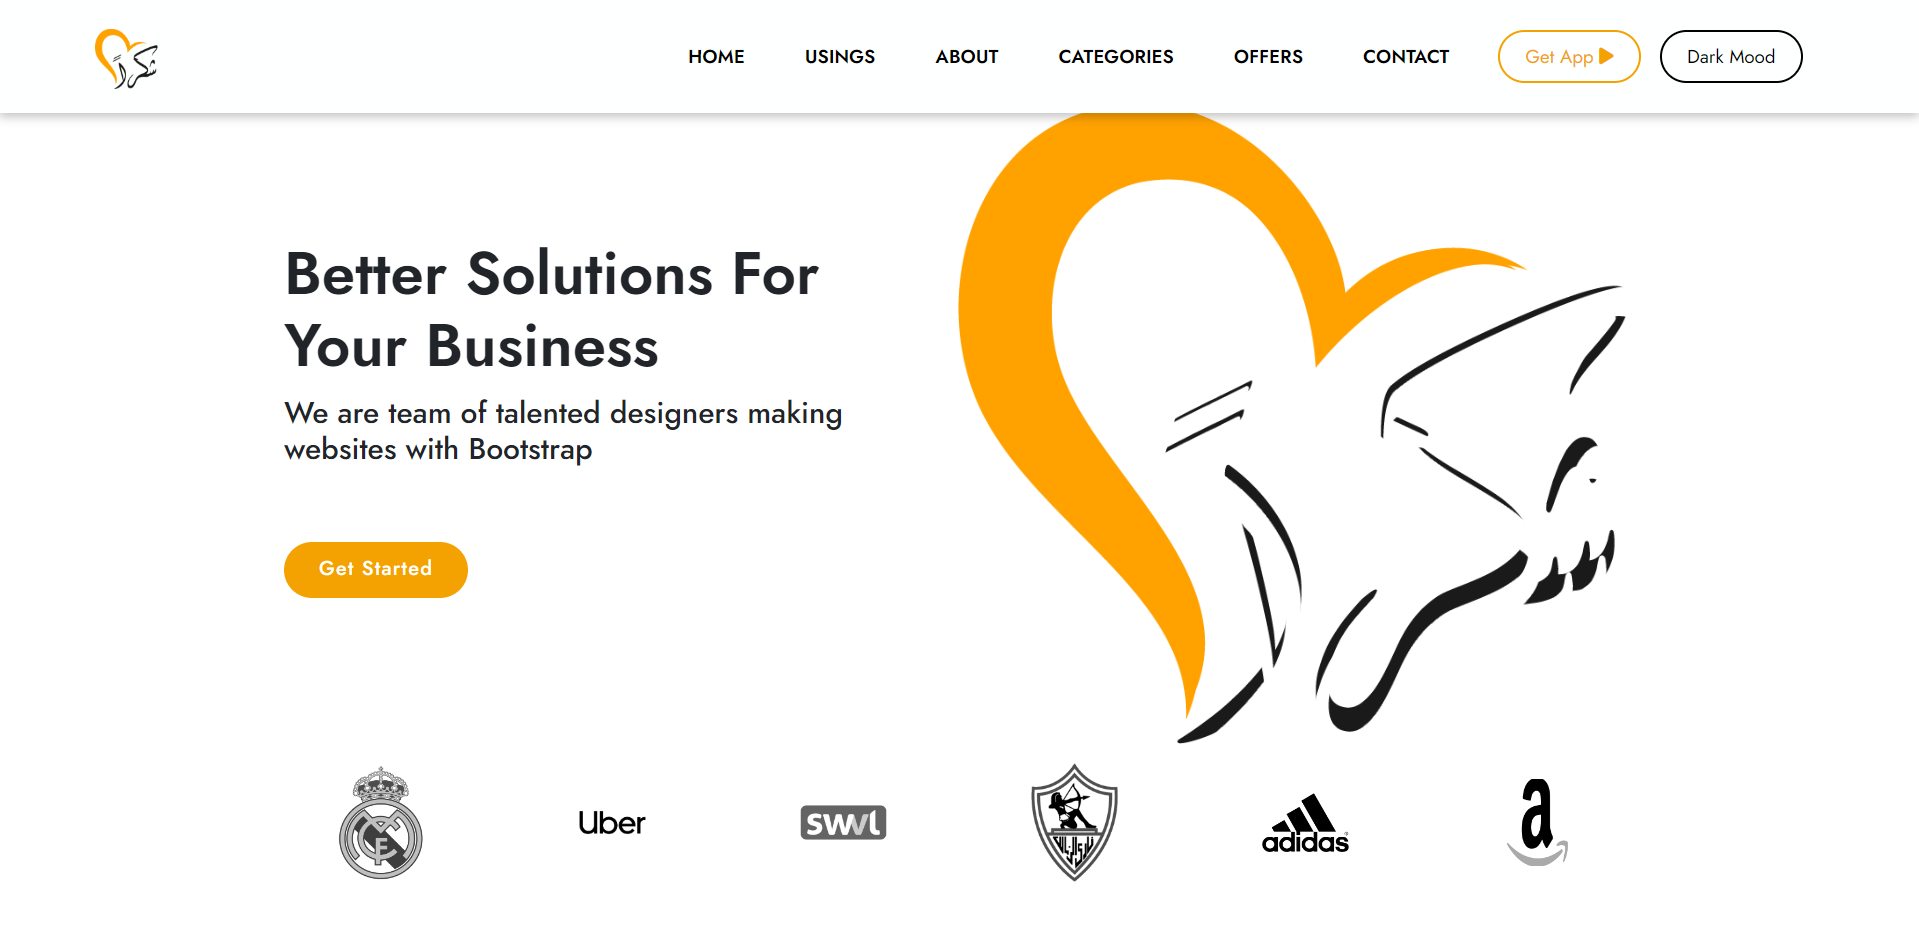 HOME USINGS ABOUT CATEGORIES OFFERS CONTACT Get App Dark Mood
Better Solutions For
Your Business
We are team of talented designers making
websites with Bootstrap
Get Started
Uber swvl adidas a